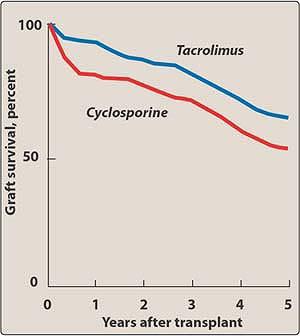 100
Tacrolimus
Cyclosporine
Graft survival, percent
50
0
0 1 2 3 4 5
Years after transplant